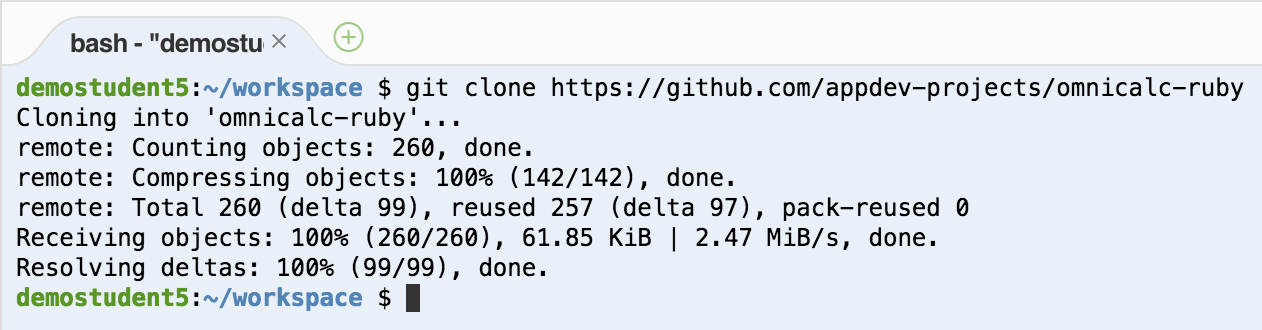 bash - "demostu
demostudent5:~/workspace $ git clone https://github.com/appdev-projects/omnicalc-ruby
Cloning into 'omnicalc-ruby'...
remote: Counting objects: 260, done.
remote: Compressing objects: 100% (142/142), done.
remote: Total 260 (delta 99), reused 257 (delta 97), pack-reused 0
Receiving objects: 100% (260/260), 61.85 KiB | 2.47 MiB/s, done.
Resolving deltas: 100% (99/99), done.
demostudent5:~/workspace $